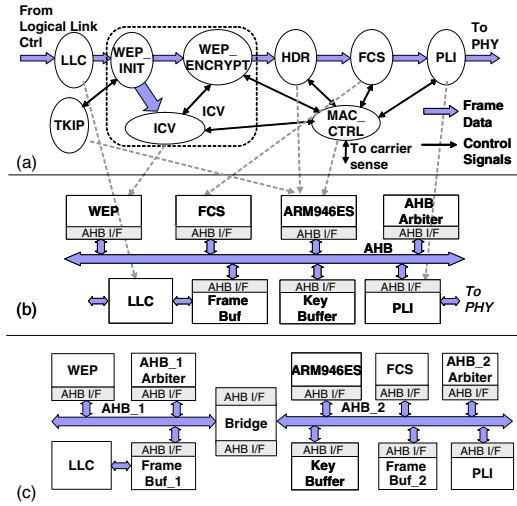 From
Logical Link
Ctrl
To
PHY
LLC
WEP_
INIT
WEP_
ENCRYPT
HDR
FCS
PLI
TKIP
ICV
ICV
MAC_
CTRL
Frame
Data
To carrier
sense
Control
Signals
(a)
WEP
AHB I/F
FCS
AHB I/F
ARM946ES
AHB I/F
AHB
Arbiter
AHB I/F
AHB
LLC
AHB I/F
Frame
Buf
AHB I/F
Key
Buffer
AHB I/F
PLI
To
PHY
(b)
WEP
AHB I/F
AHB_1
Arbiter
AHB I/F
AHB_1
AHB I/F
Bridge
AHB I/F
ARM946ES
AHB I/F
FCS
AHB I/F
AHB_2
Arbiter
AHB I/F
AHB_2
LLC
AHB I/F
Frame
Buf_1
AHB I/F
Key
Buffer
AHB I/F
Frame
Buf_2
AHB I/F
PLI
(c)